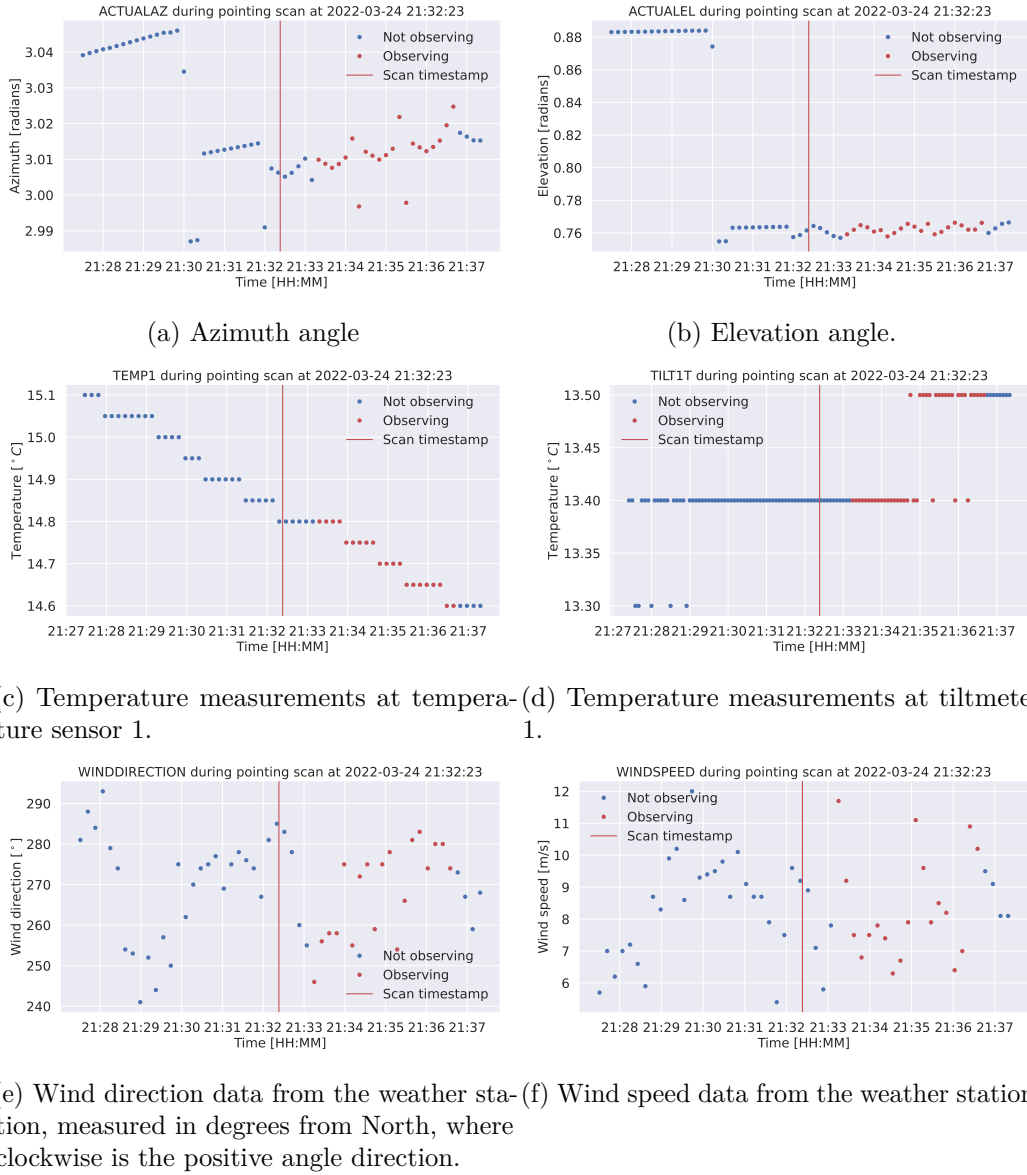 ACTUALAZ during pointing scan at 2022-03-24 21:32:23
Not observing
Observing
Scan timestamp
Azimuth [radians]
3.04
3.03
3.02
3.01
3.00
2.99
21:28 21:29 21:30 21:31 21:32 21:33 21:34 21:35 21:36 21:37
Time [HH:MM]
(a) Azimuth angle
ACTUALEL during pointing scan at 2022-03-24 21:32:23
Not observing
Observing
Scan timestamp
Elevation [radians]
0.88
0.86
0.84
0.82
0.80
0.78
0.76
21:28 21:29 21:30 21:31 21:32 21:33 21:34 21:35 21:36 21:37
Time [HH:MM]
(b) Elevation angle.
TEMP1 during pointing scan at 2022-03-24 21:32:23
Not observing
Observing
Scan timestamp
Temperature [°C]
15.1
15.0
14.9
14.8
14.7
14.6
21:27 21:28 21:29 21:30 21:31 21:32 21:33 21:34 21:35 21:36 21:37
Time [HH:MM]
(c) Temperature measurements at tempera-
ture sensor 1.
TILT1T during pointing scan at 2022-03-24 21:32:23
Not observing
Observing
Scan timestamp
Temperature [°C]
13.50
13.45
13.40
13.35
13.30
21:27 21:28 21:29 21:30 21:31 21:32 21:33 21:34 21:35 21:36 21:37
Time [HH:MM]
(d) Temperature measurements at tiltmete
1.
WINDDIRECTION during pointing scan at 2022-03-24 21:32:23
Not observing
Observing
Scan timestamp
Wind direction [°]
290
280
270
260
250
240
21:28 21:29 21:30 21:31 21:32 21:33 21:34 21:35 21:36 21:37
Time [HH:MM]
(e) Wind direction data from the weather sta-
tion, measured in degrees from North, where
clockwise is the positive angle direction.
WINDSPEED during pointing scan at 2022-03-24 21:32:23
Not observing
Observing
Scan timestamp
Wind speed [m/s]
12
11
10
9
8
7
6
21:28 21:29 21:30 21:31 21:32 21:33 21:34 21:35 21:36 21:37
Time [HH:MM]
(f) Wind speed data from the weather station